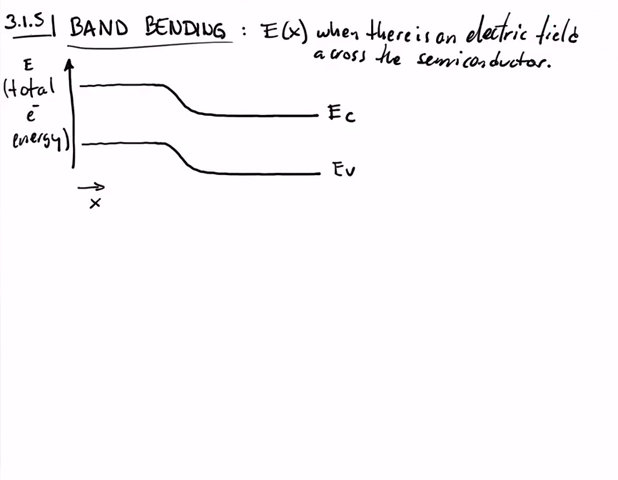 3.1.5 | BAND BENDING : E(x) when there is an electric field
across the semiconductor.
E
(total
e⁻
energy)
Ec
Ev
x